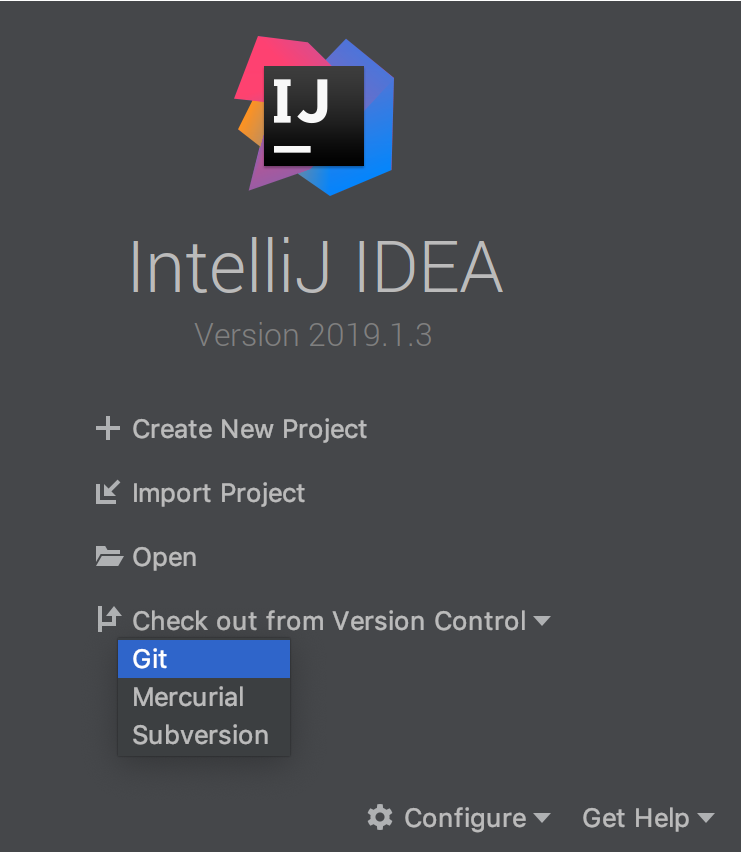 IJ
IntelliJ IDEA
Version 2019.1.3
Create New Project
Import Project
Open
Check out from Version Control
Git
Mercurial
Subversion
Configure
Get Help